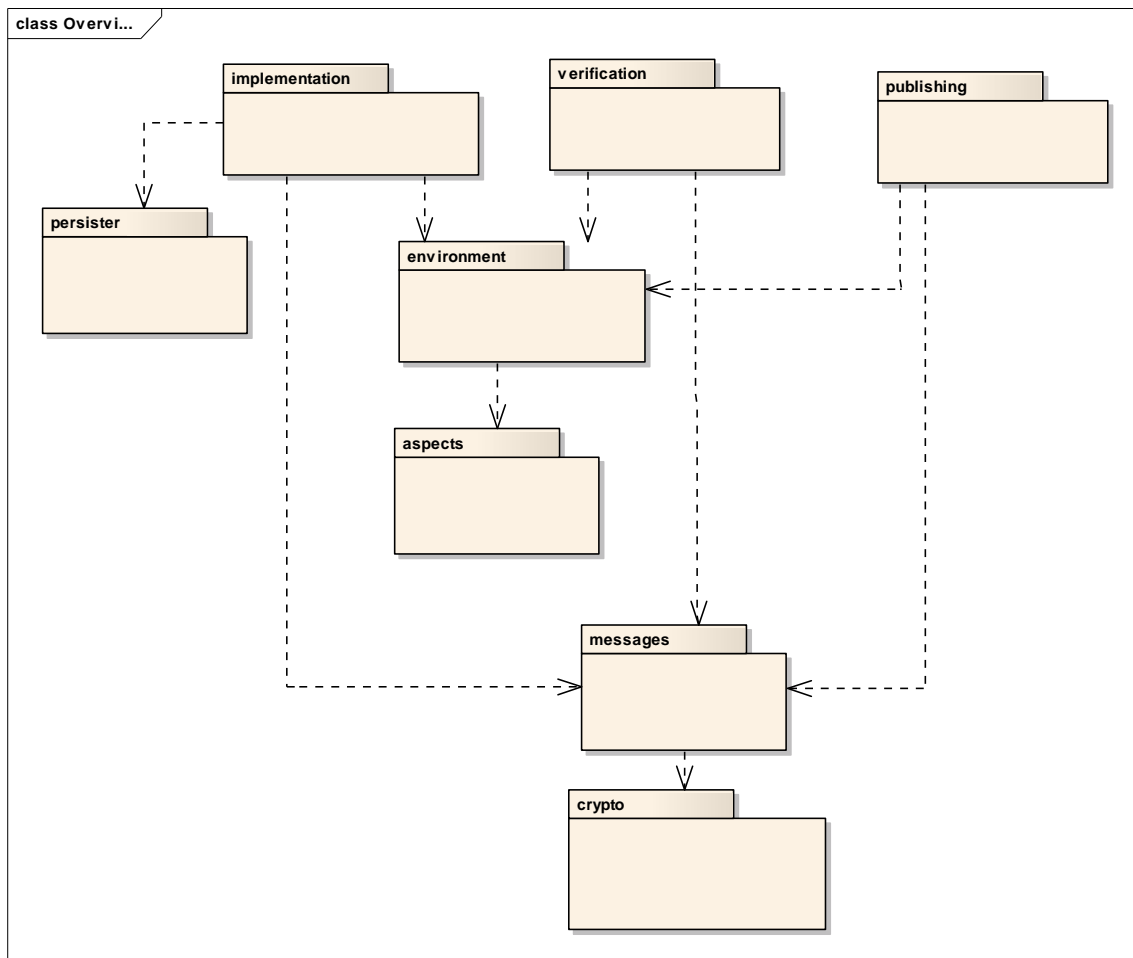 class Overvi...
implementation
verification
publishing
persister
environment
aspects
messages
crypto